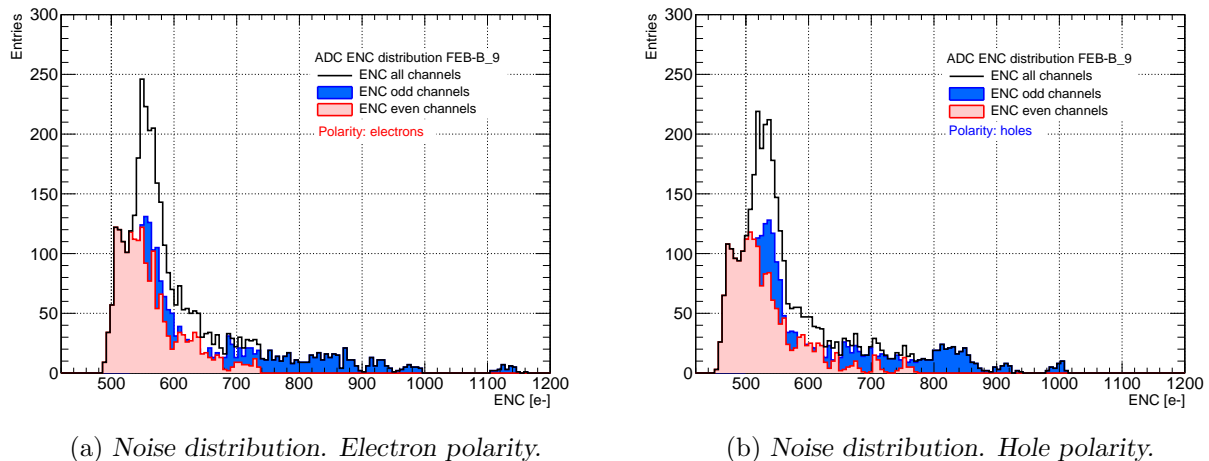 Entries
300
250
200
150
100
50
0
ADC ENC distribution FEB-B_9
ENC all channels
ENC odd channels
ENC even channels
Polarity: electrons
500 600 700 800 900 1000 1100 1200
ENC [e-]
(a) Noise distribution. Electron polarity.
Entries
300
250
200
150
100
50
0
ADC ENC distribution FEB-B_9
ENC all channels
ENC odd channels
ENC even channels
Polarity: holes
500 600 700 800 900 1000 1100 1200
ENC [e-]
(b) Noise distribution. Hole polarity.